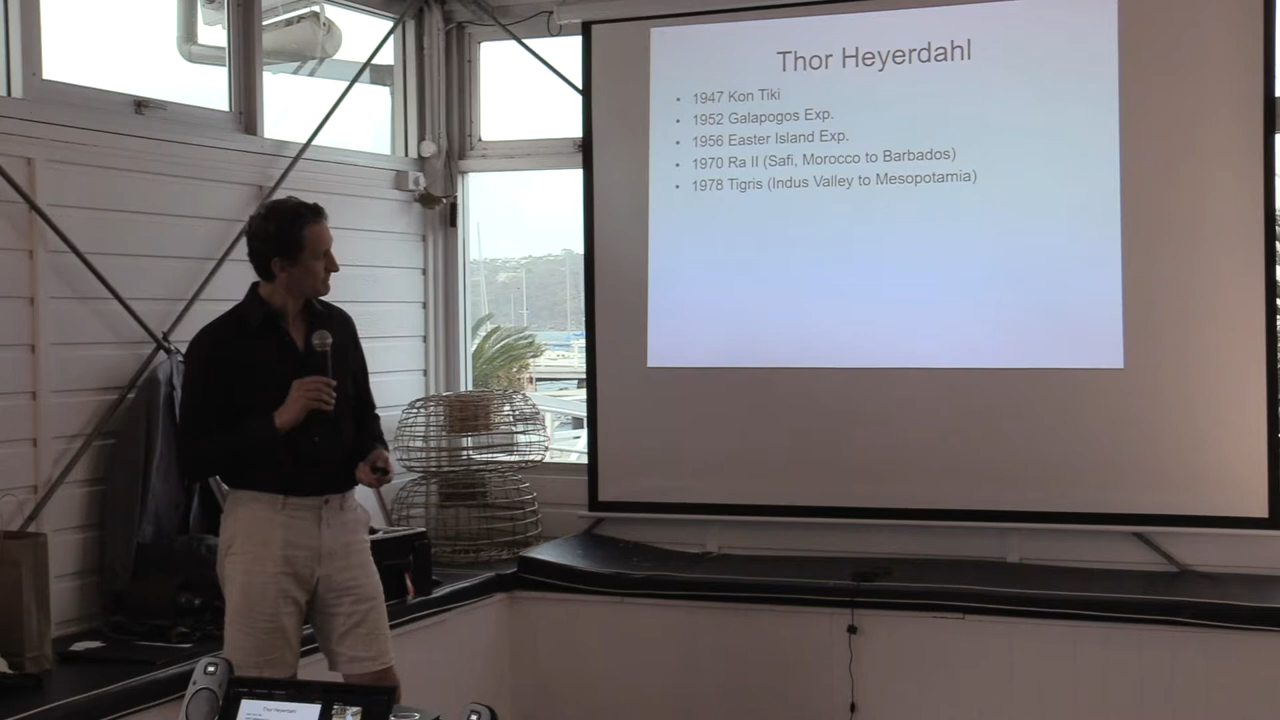 Thor Heyerdahl
• 1947 Kon Tiki
• 1952 Galapogos Exp.
• 1956 Easter Island Exp.
• 1970 Ra II (Safi, Morocco to Barbados)
• 1978 Tigris (Indus Valley to Mesopotamia)
Thor Heyerdahl